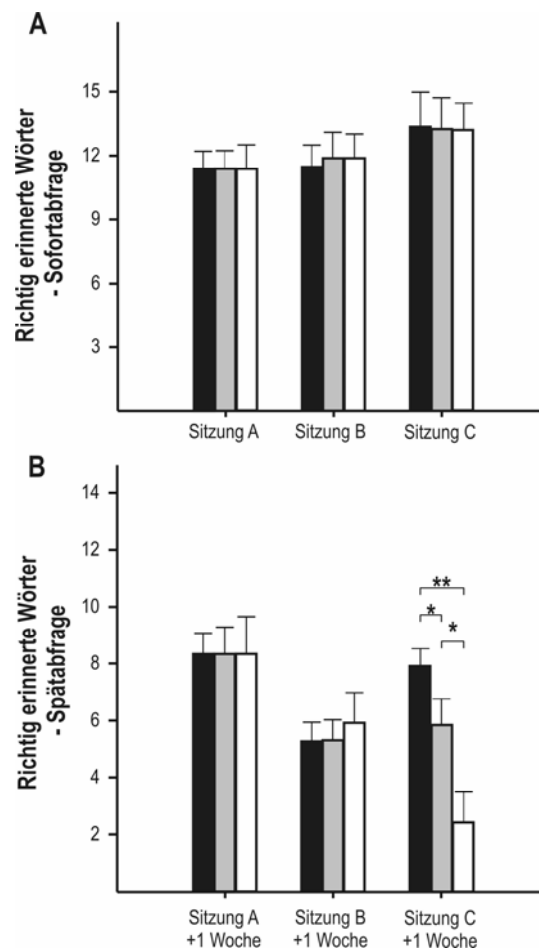 A
Richtig erinnerte Wörter
- Sofortabfrage
15
12
9
6
3
Sitzung A
Sitzung B
Sitzung C
B
Richtig erinnerte Wörter
- Spätabfrage
14
12
10
8
6
4
2
**
*
*
Sitzung A
+1 Woche
Sitzung B
+1 Woche
Sitzung C
+1 Woche